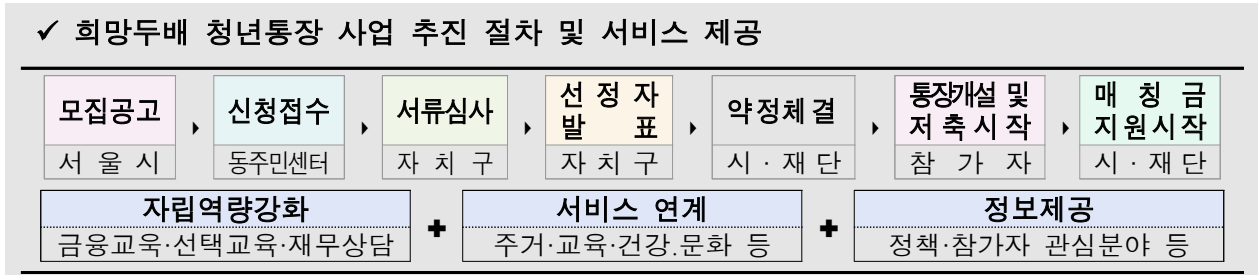 ✓ 희망두배 청년통장 사업 추진 절차 및 서비스 제공
모집공고 ▸ 신청접수 ▸ 서류심사 ▸ 선 정 자 발 표 ▸ 약정체결 ▸ 통장개설 및 저축시작 ▸ 매 칭 금 지원시작
서 울 시 동주민센터 자 치 구 자 치 구 시·재단 참 가 자 시·재단
자립역량강화 + 서비스 연계 + 정보제공
금융교육·선택교육·재무상담 주거·교육·건강.문화 등 정책·참가자 관심분야 등